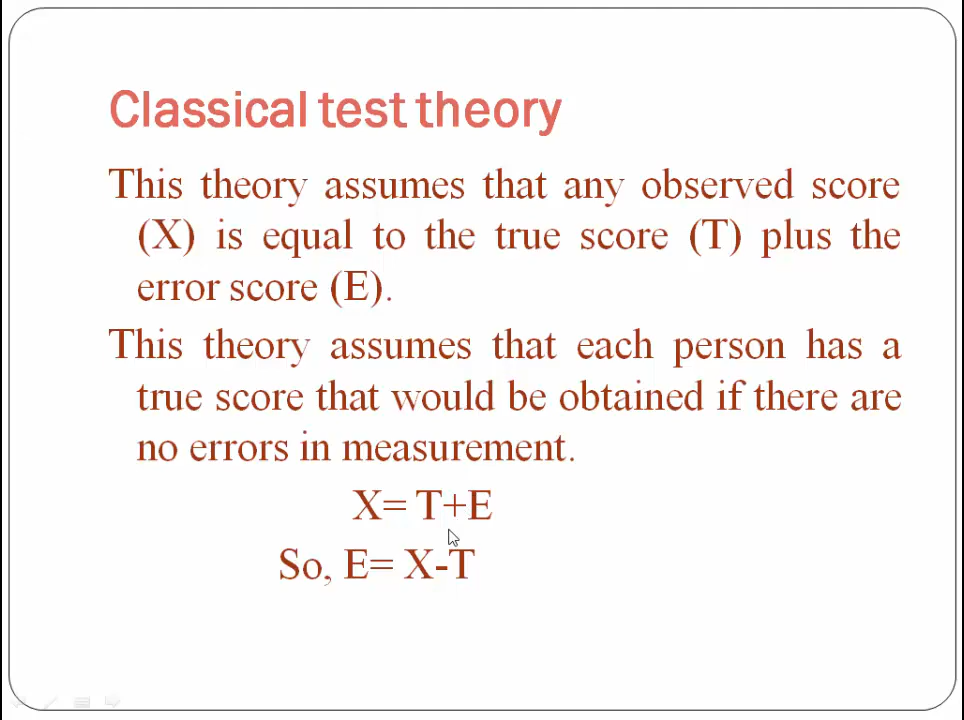 Classical test theory
This theory assumes that any observed score
(X) is equal to the true score (T) plus the
error score (E).
This theory assumes that each person has a
true score that would be obtained if there are
no errors in measurement.
X= T+E
So, E= X-T